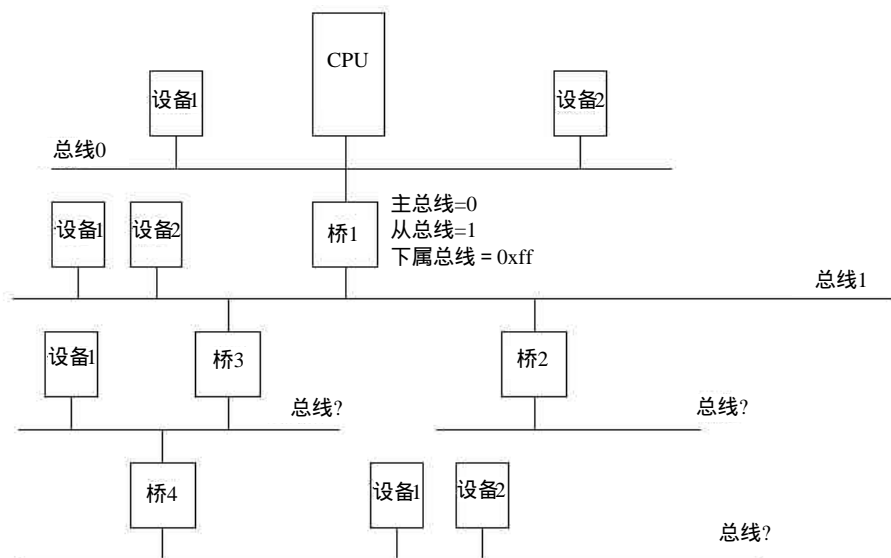 CPU
设备1
设备2
总线0
设备1
设备2
桥1
主总线=0
从总线=1
下属总线 = 0xff
总线1
设备1
桥3
桥2
总线?
总线?
桥4
设备1
设备2
总线?